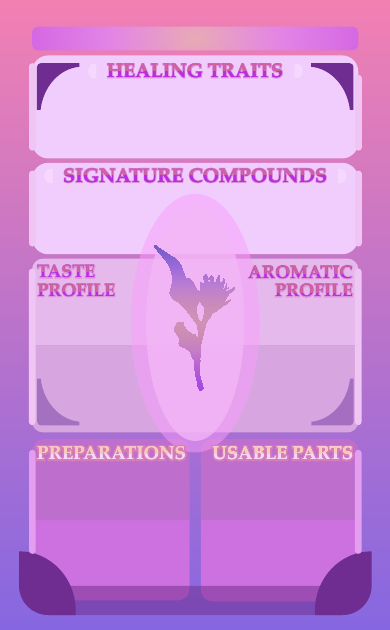 HEALING TRAITS
SIGNATURE COMPOUNDS
TASTE
PROFILE
AROMATIC
PROFILE
PREPARATIONS
USABLE PARTS